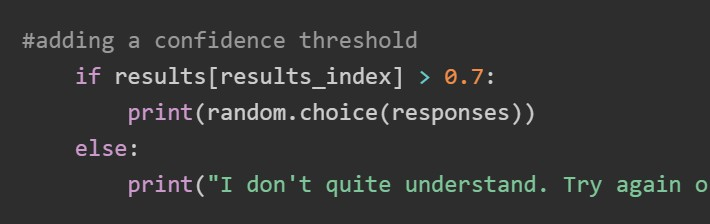 #adding a confidence threshold
if results[results_index] > 0.7:
print(random.choice(responses))
else:
print("I don't quite understand. Try again o